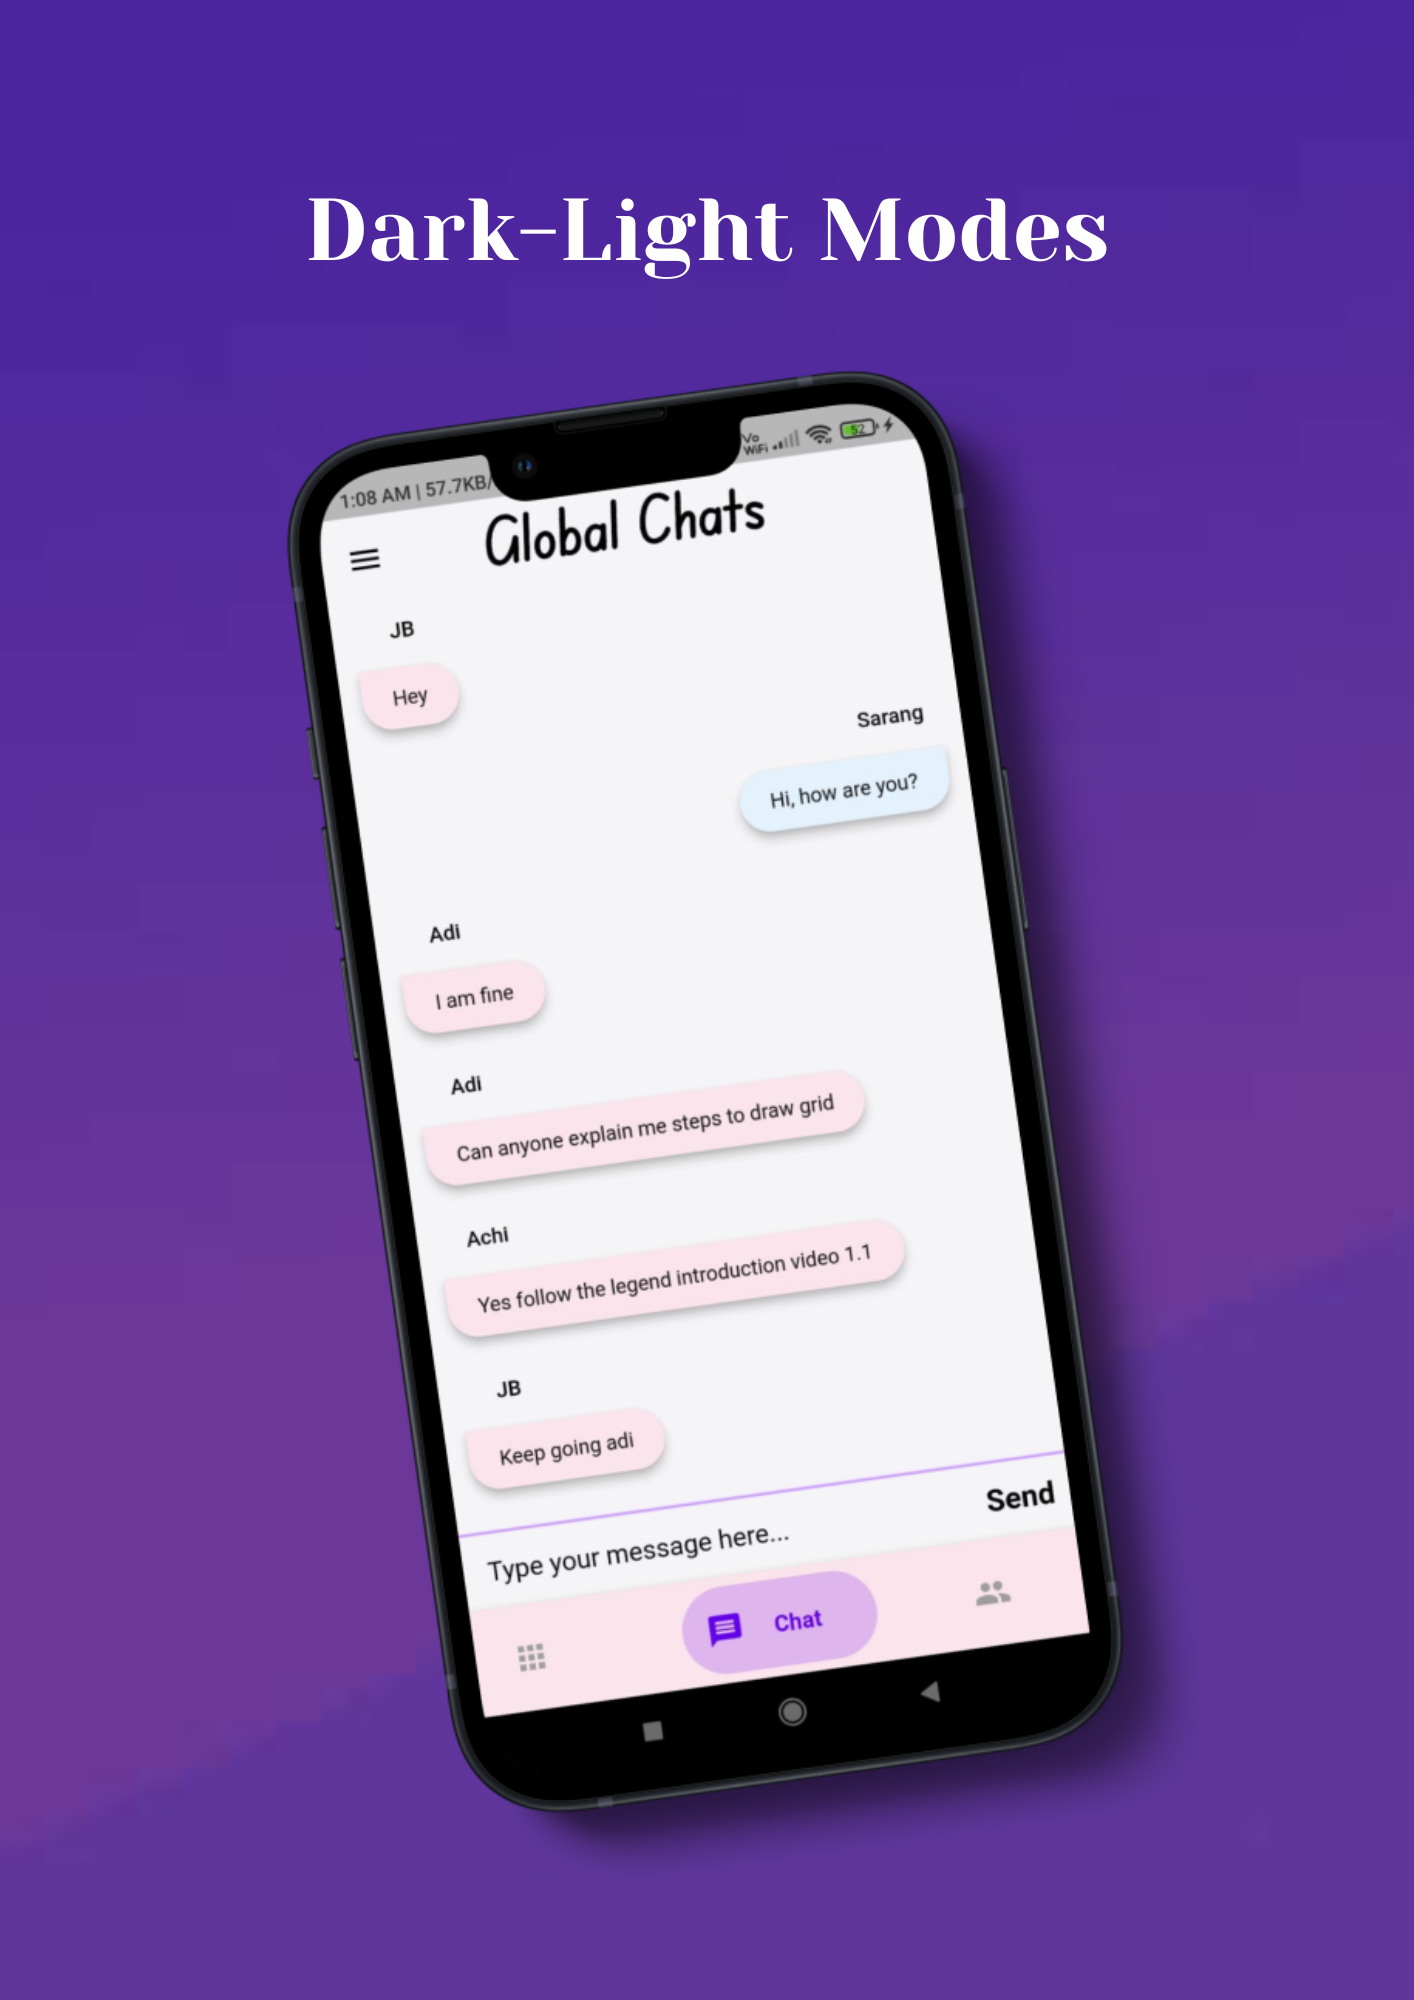 Dark-Light Modes
1:08 AM | 57.7KB/
Vo
WiFi
52
Global Chats
JB
Hey
Sarang
Hi, how are you?
Adi
I am fine
Adi
Can anyone explain me steps to draw grid
Achi
Yes follow the legend introduction video 1.1
JB
Keep going adi
Type your message here...
Send
Chat